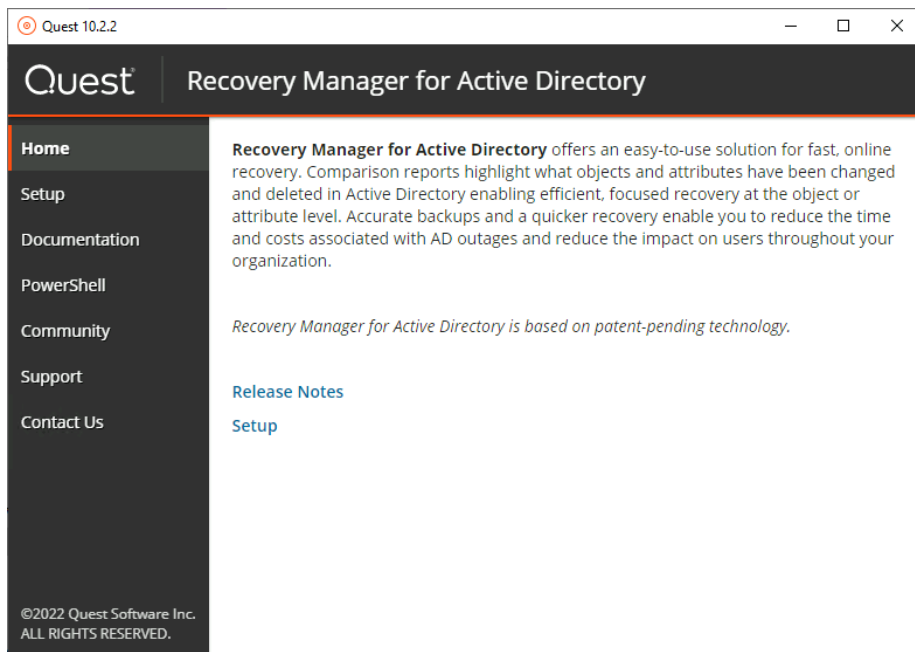 Quest 10.2.2
Quest
Recovery Manager for Active Directory
Home
Setup
Documentation
PowerShell
Community
Support
Contact Us
©2022 Quest Software Inc.
ALL RIGHTS RESERVED.
Recovery Manager for Active Directory offers an easy-to-use solution for fast, online
recovery. Comparison reports highlight what objects and attributes have been changed
and deleted in Active Directory enabling efficient, focused recovery at the object or
attribute level. Accurate backups and a quicker recovery enable you to reduce the time
and costs associated with AD outages and reduce the impact on users throughout your
organization.
Recovery Manager for Active Directory is based on patent-pending technology.
Release Notes
Setup